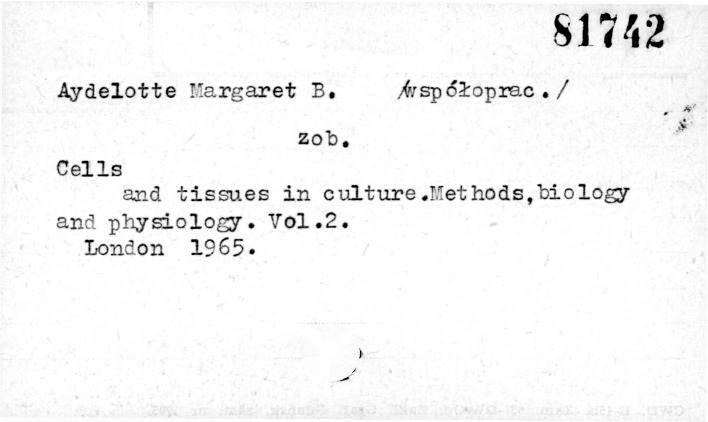 81742
Aydelotte Margaret B. /współoprac./
zob.
Cells
and tissues in culture.Methods,biology
and physiology. Vol.2.
London 1965.